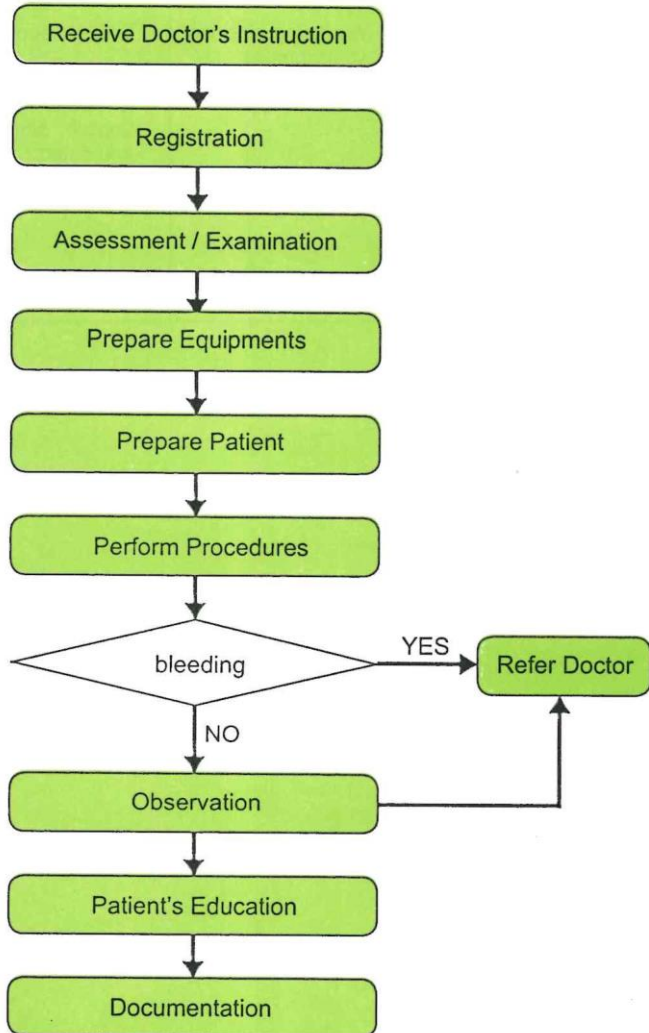 Receive Doctor's Instruction
Registration
Assessment / Examination
Prepare Equipments
Prepare Patient
Perform Procedures
bleeding
YES
Refer Doctor
NO
Observation
Patient's Education
Documentation